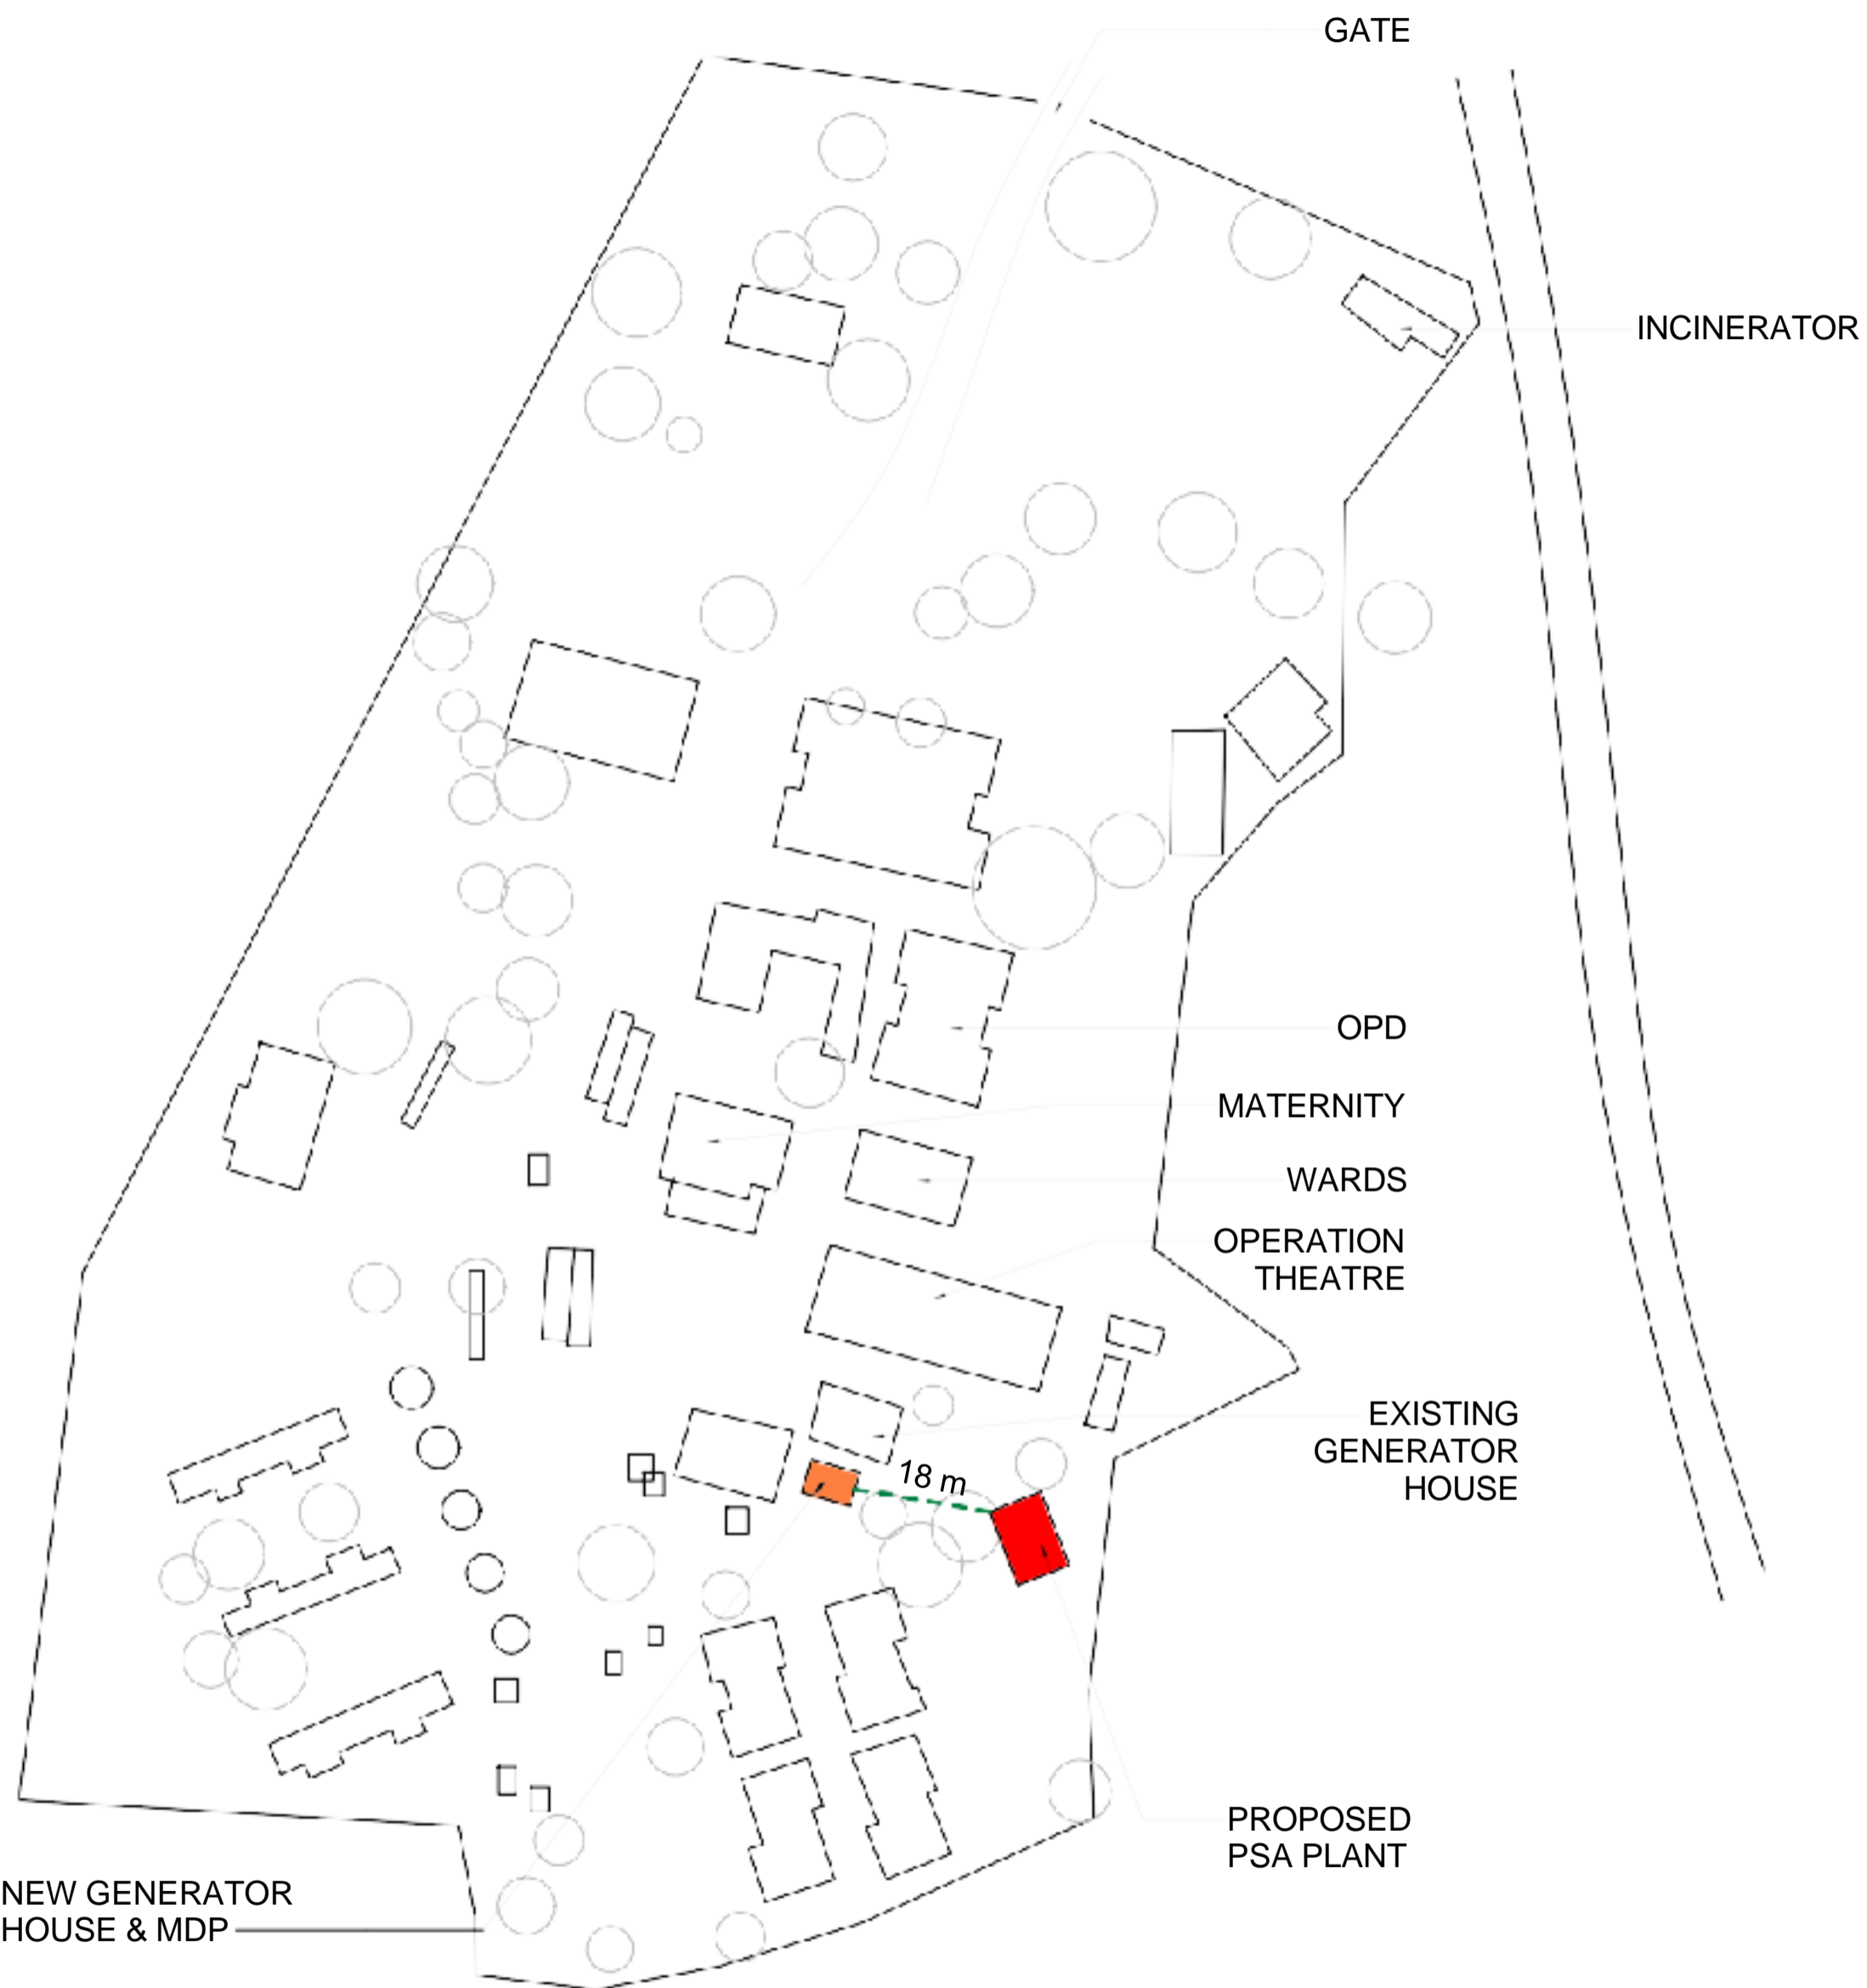 GATE
INCINERATOR
OPD
MATERNITY
WARDS
OPERATION
THEATRE
EXISTING
GENERATOR
HOUSE
18 m
PROPOSED
PSA PLANT
NEW GENERATOR
HOUSE & MDP